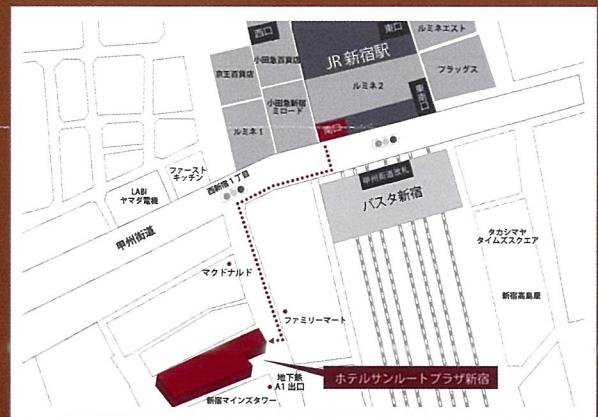 西口
東口
ルミネエスト
小田急百貨店
JR 新宿駅
京王百貨店
フラッグス
小田急新宿
ミロード
ルミネ2
東南口
ルミネ1
南口
甲州街道改札
バスタ新宿
ファースト
キッチン
西新宿1丁目
LABI
ヤマダ電機
甲州街道
タカシマヤ
タイムズスクエア
マクドナルド
新宿高島屋
ファミリーマート
ホテルサンルートプラザ新宿
地下鉄
A1 出口
新宿マインズタワー